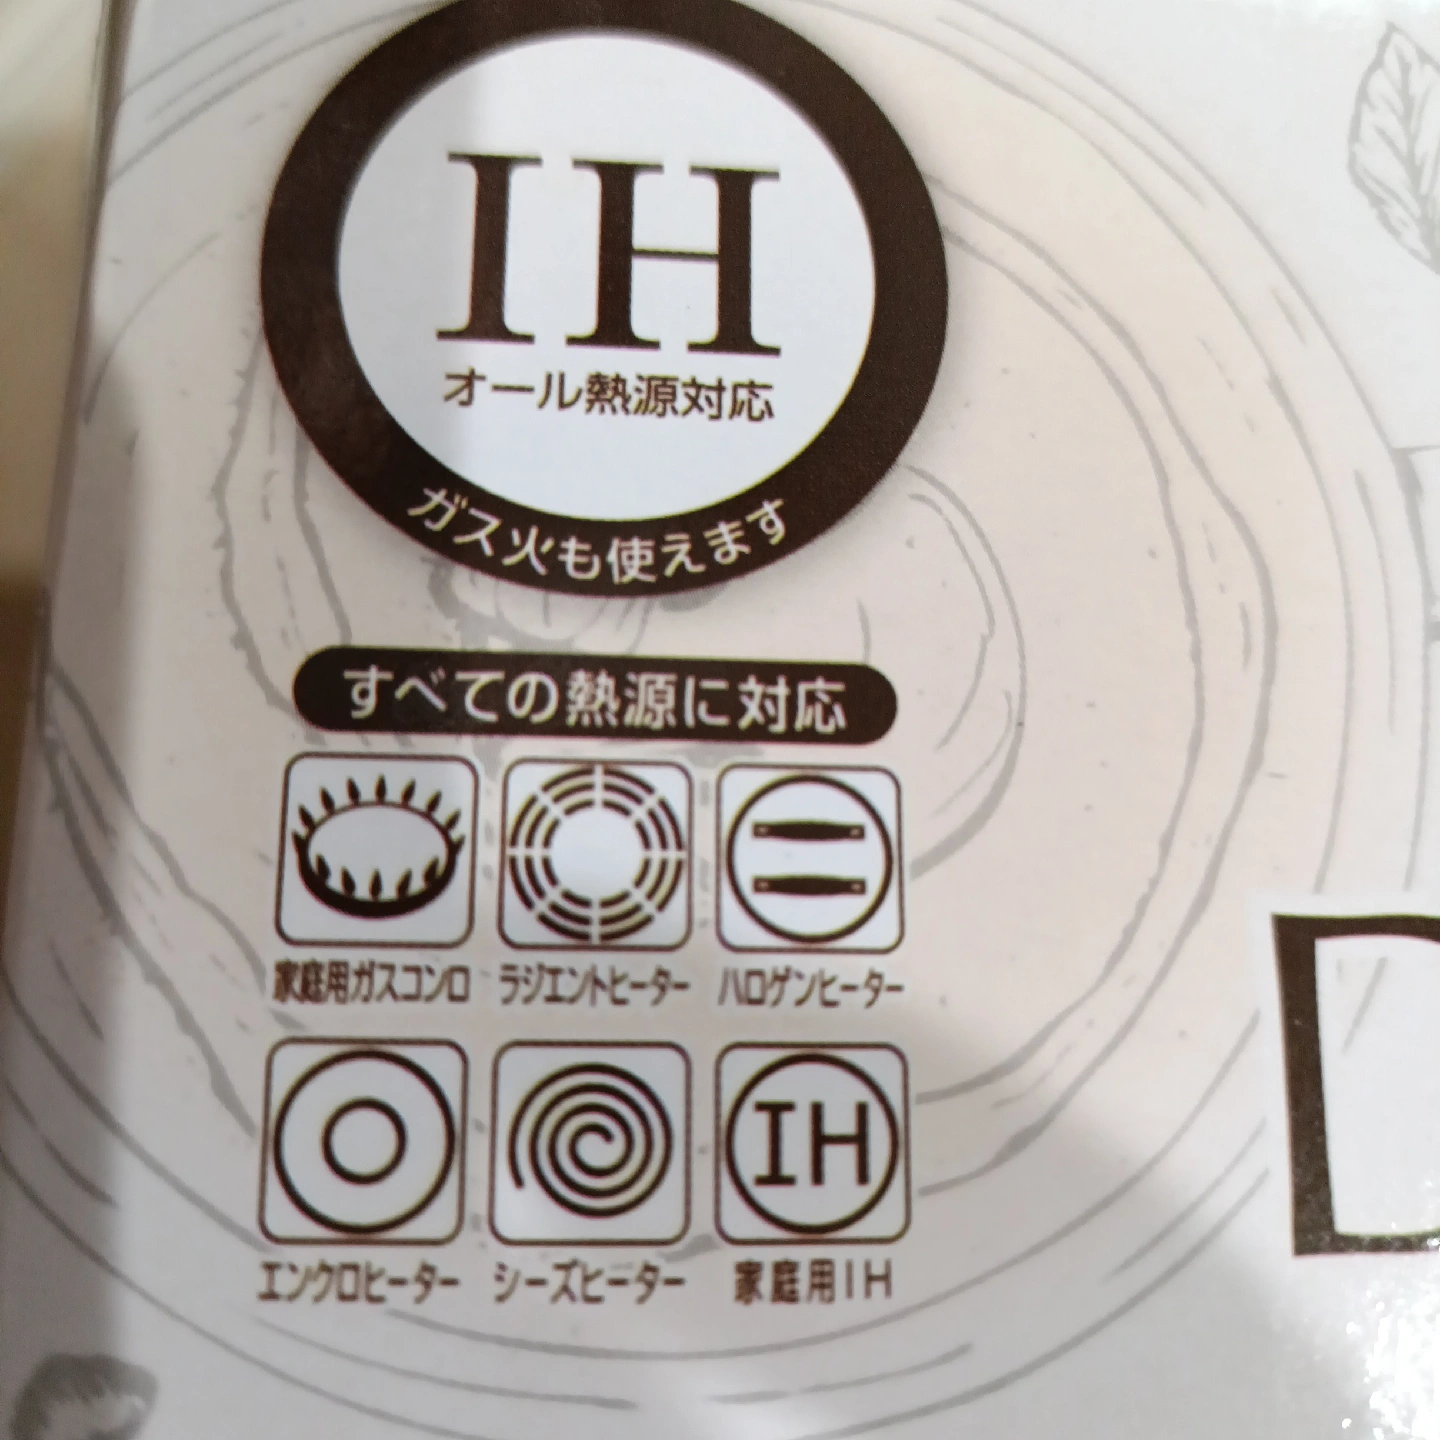 IH
オール熱源対応
ガス火も使えます
すべての熱源に対応
家庭用ガスコンロ ラジエントヒーター ハロゲンヒーター
IH
エンクロヒーター シーズヒーター 家庭用IH